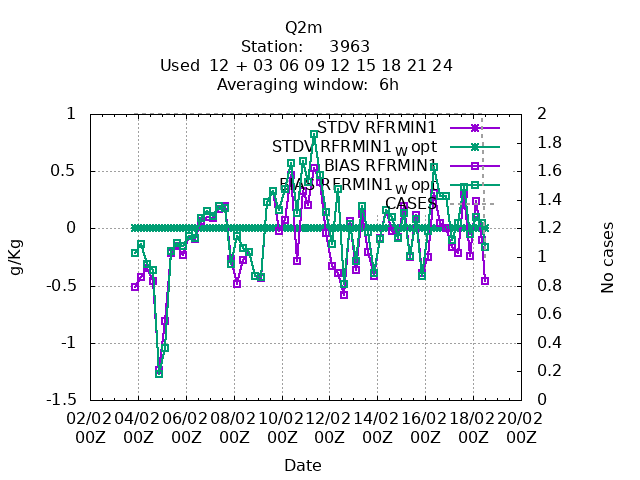 Q2m
Station: 3963
Used 12 + 03 06 09 12 15 18 21 24
Averaging window: 6h
1
0.5
0
-0.5
-1
-1.5
g/Kg
2
1.8
1.6
1.4
1.2
1
0.8
0.6
0.4
0.2
0
No cases
STDV RFRMIN1
STDV RFRMIN1_W opt
BIAS RFRMIN1
BIAS RFRMIN1_W opt
CASES
02/02 04/02 06/02 08/02 10/02 12/02 14/02 16/02 18/02 20/02
00Z 00Z 00Z 00Z 00Z 00Z 00Z 00Z 00Z 00Z
Date